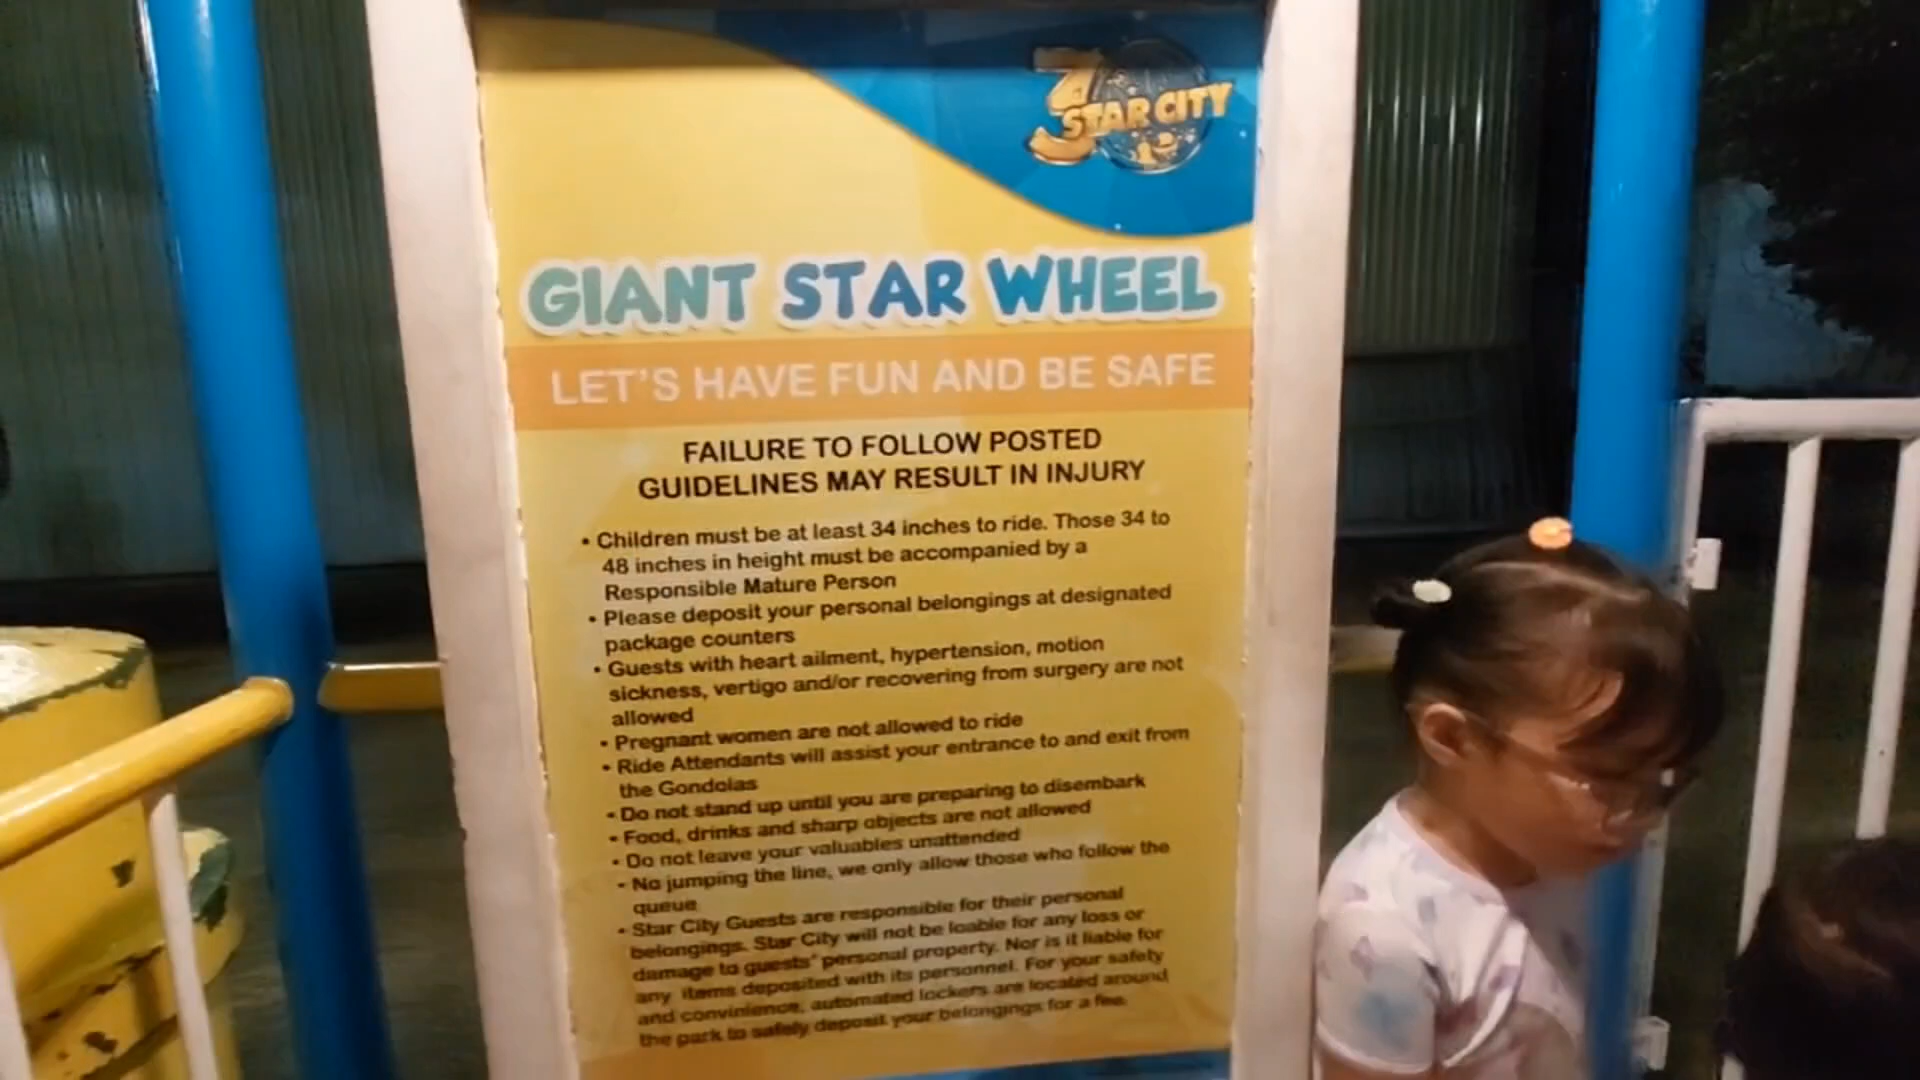 3
STAR CITY
GIANT STAR WHEEL
LET'S HAVE FUN AND BE SAFE
FAILURE TO FOLLOW POSTED
GUIDELINES MAY RESULT IN INJURY
• Children must be at least 34 inches to ride. Those 34 to
48 inches in height must be accompanied by a
Responsible Mature Person
• Please deposit your personal belongings at designated
package counters
• Guests with heart ailment, hypertension, motion
sickness, vertigo and/or recovering from surgery are not
allowed
• Pregnant women are not allowed to ride
• Ride Attendants will assist your entrance to and exit from
the Gondolas
• Do not stand up until you are preparing to disembark
• Food, drinks and sharp objects are not allowed
• Do not leave your valuables unattended
• No jumping the line, we only allow those who follow the
queue
• Star City Guests are responsible for their personal
belongings. Star City will not be loable for any loss or
damage to guests' personal property. Nor is it liable for
any items deposited with its personnel. For your safety
and convinience, automated lockers are located around
the park to safely deposit your belongings for a fee.